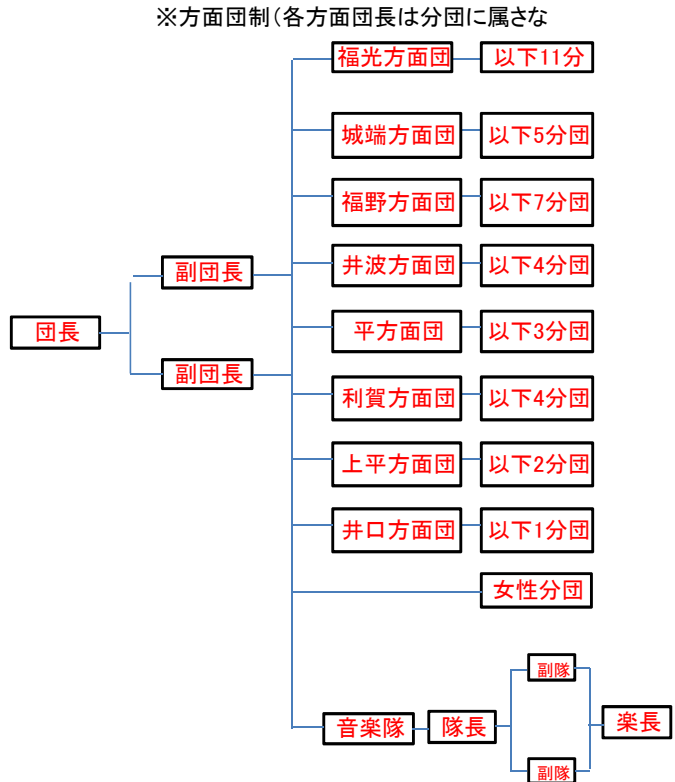 ※方面団制（各方面団長は分団に属さな
福光方面団 以下11分
城端方面団 以下5分団
福野方面団 以下7分団
井波方面団 以下4分団
副団長
平方面団 以下3分団
団長
副団長
利賀方面団 以下4分団
上平方面団 以下2分団
井口方面団 以下1分団
女性分団
副隊
音楽隊 隊長 楽長
副隊